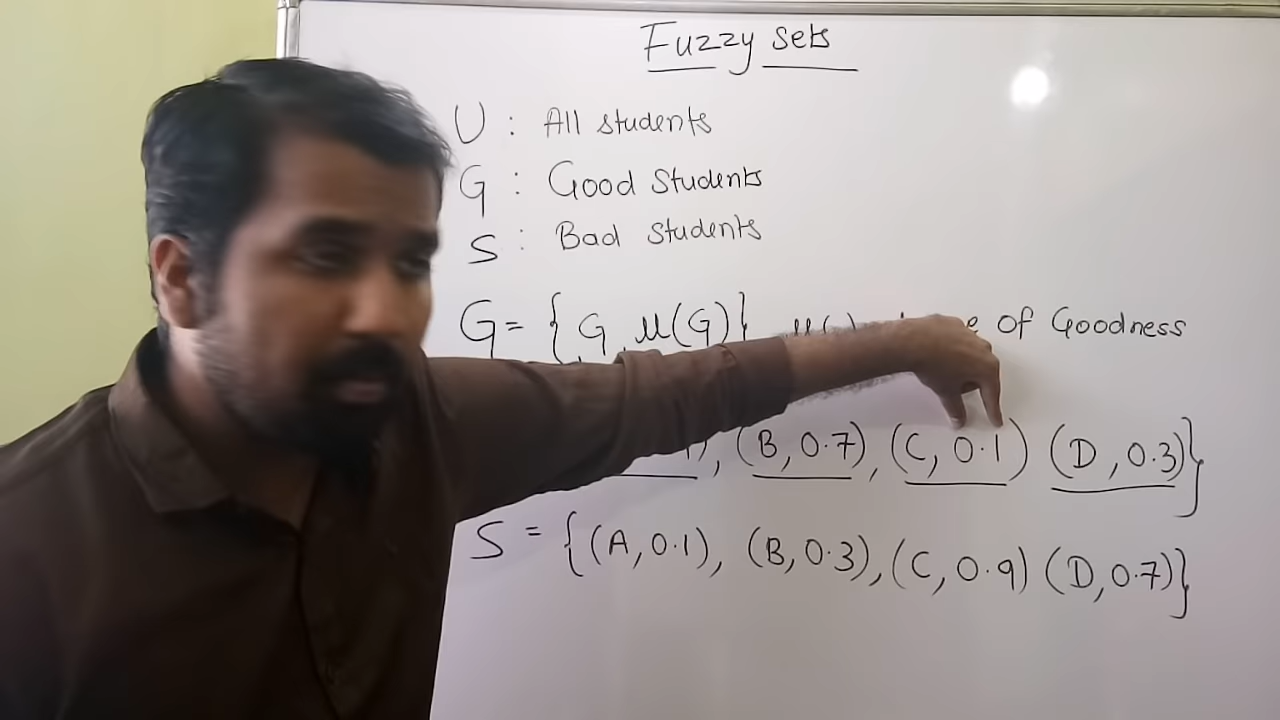 Fuzzy sets
U : All students
G : Good students
S : Bad students
G = { G, μ(G)} μ( ) of Goodness
), (B, 0.7), (C, 0.1) (D, 0.3)}
S = {(A, 0.1), (B, 0.3), (C, 0.9) (D, 0.7)}